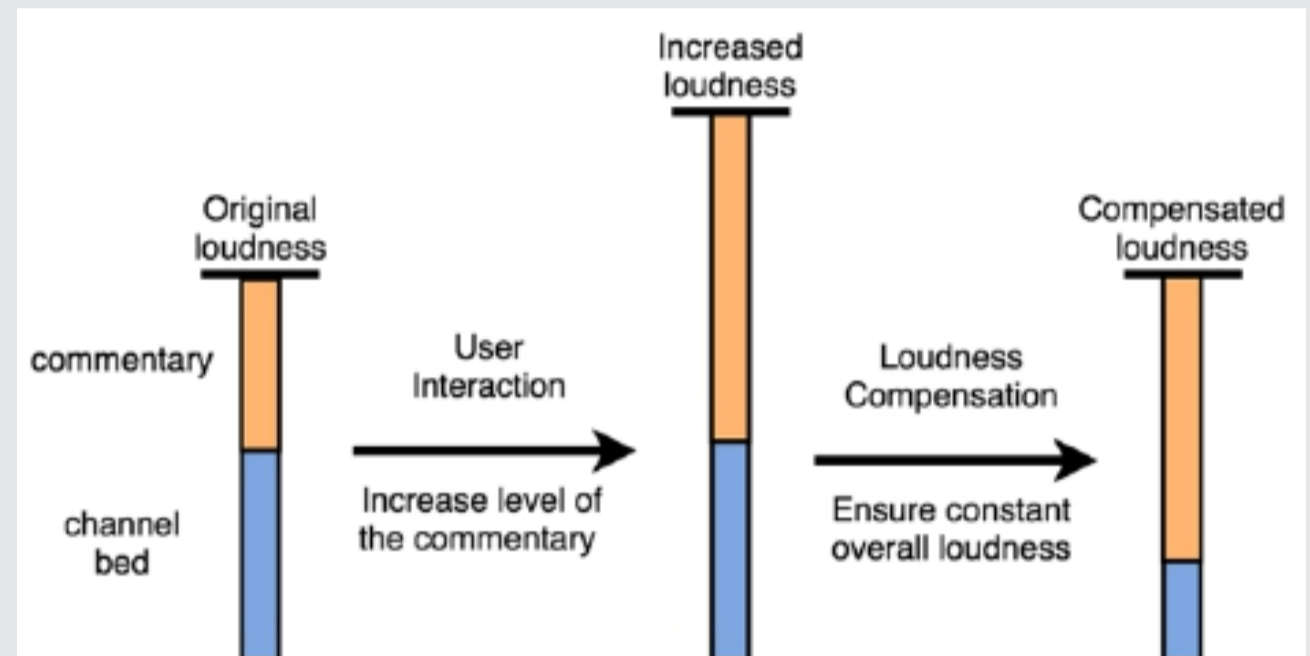 Increased
loudness
Original
loudness
Compensated
loudness
commentary
User
Interaction
Loudness
Compensation
Increase level of
the commentary
channel
bed
Ensure constant
overall loudness